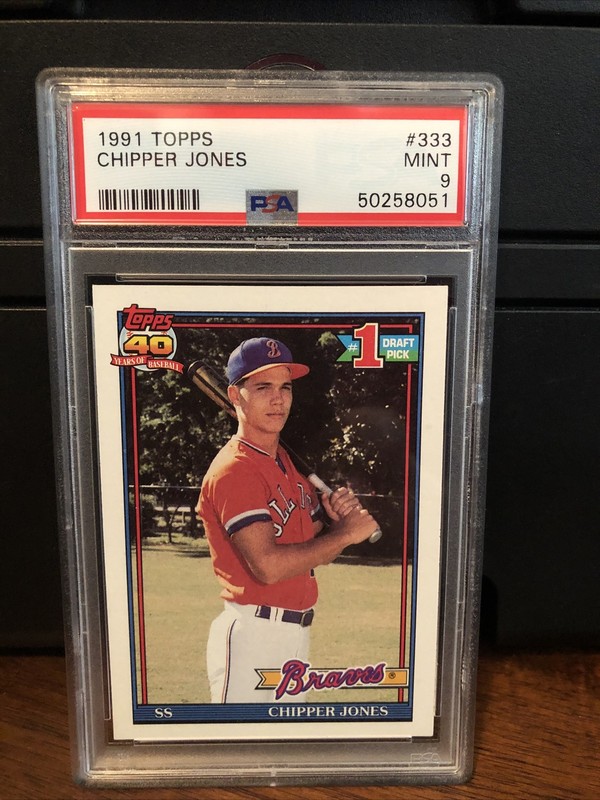 1991 TOPPS #333
CHIPPER JONES MINT
9
PSA 50258051
Topps
40
YEARS OF BASEBALL
#1 DRAFT
PICK
B
Braves
SS CHIPPER JONES